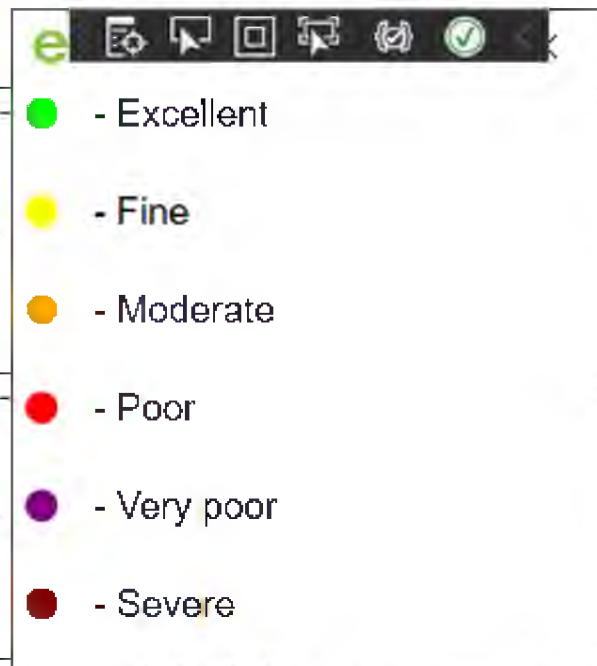 e
- Excellent
- Fine
- Moderate
- Poor
- Very poor
- Severe